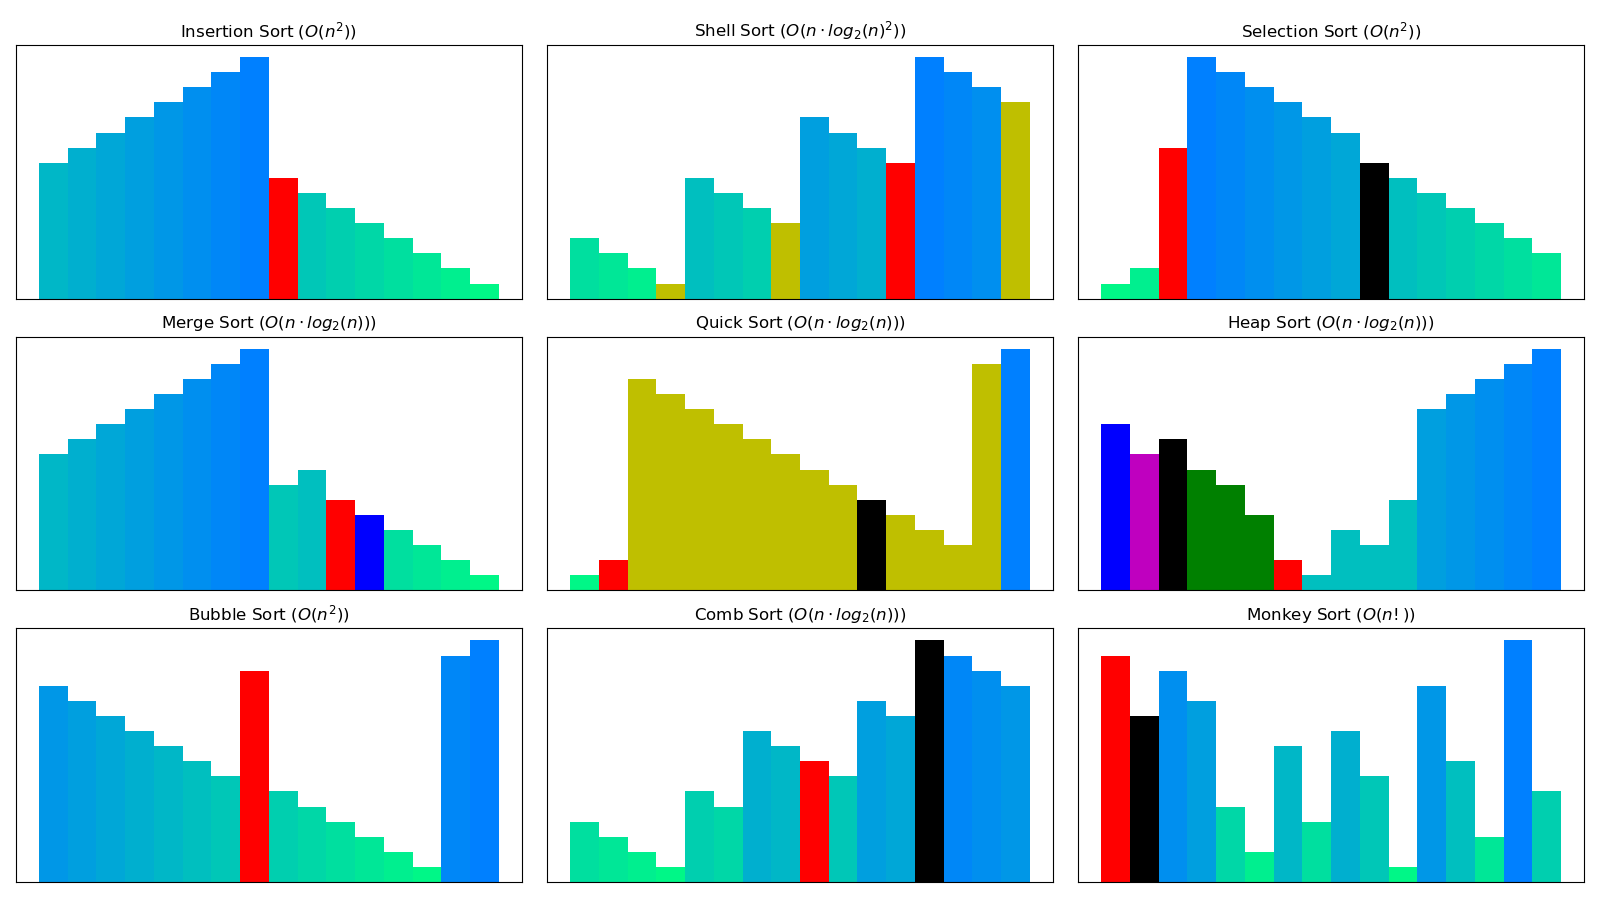 Insertion Sort (O(n²))
Shell Sort (O(n · log₂(n)²))
Selection Sort (O(n²))
Merge Sort (O(n · log₂(n)))
Quick Sort (O(n · log₂(n)))
Heap Sort (O(n · log₂(n)))
Bubble Sort (O(n²))
Comb Sort (O(n · log₂(n)))
Monkey Sort (O(n!))